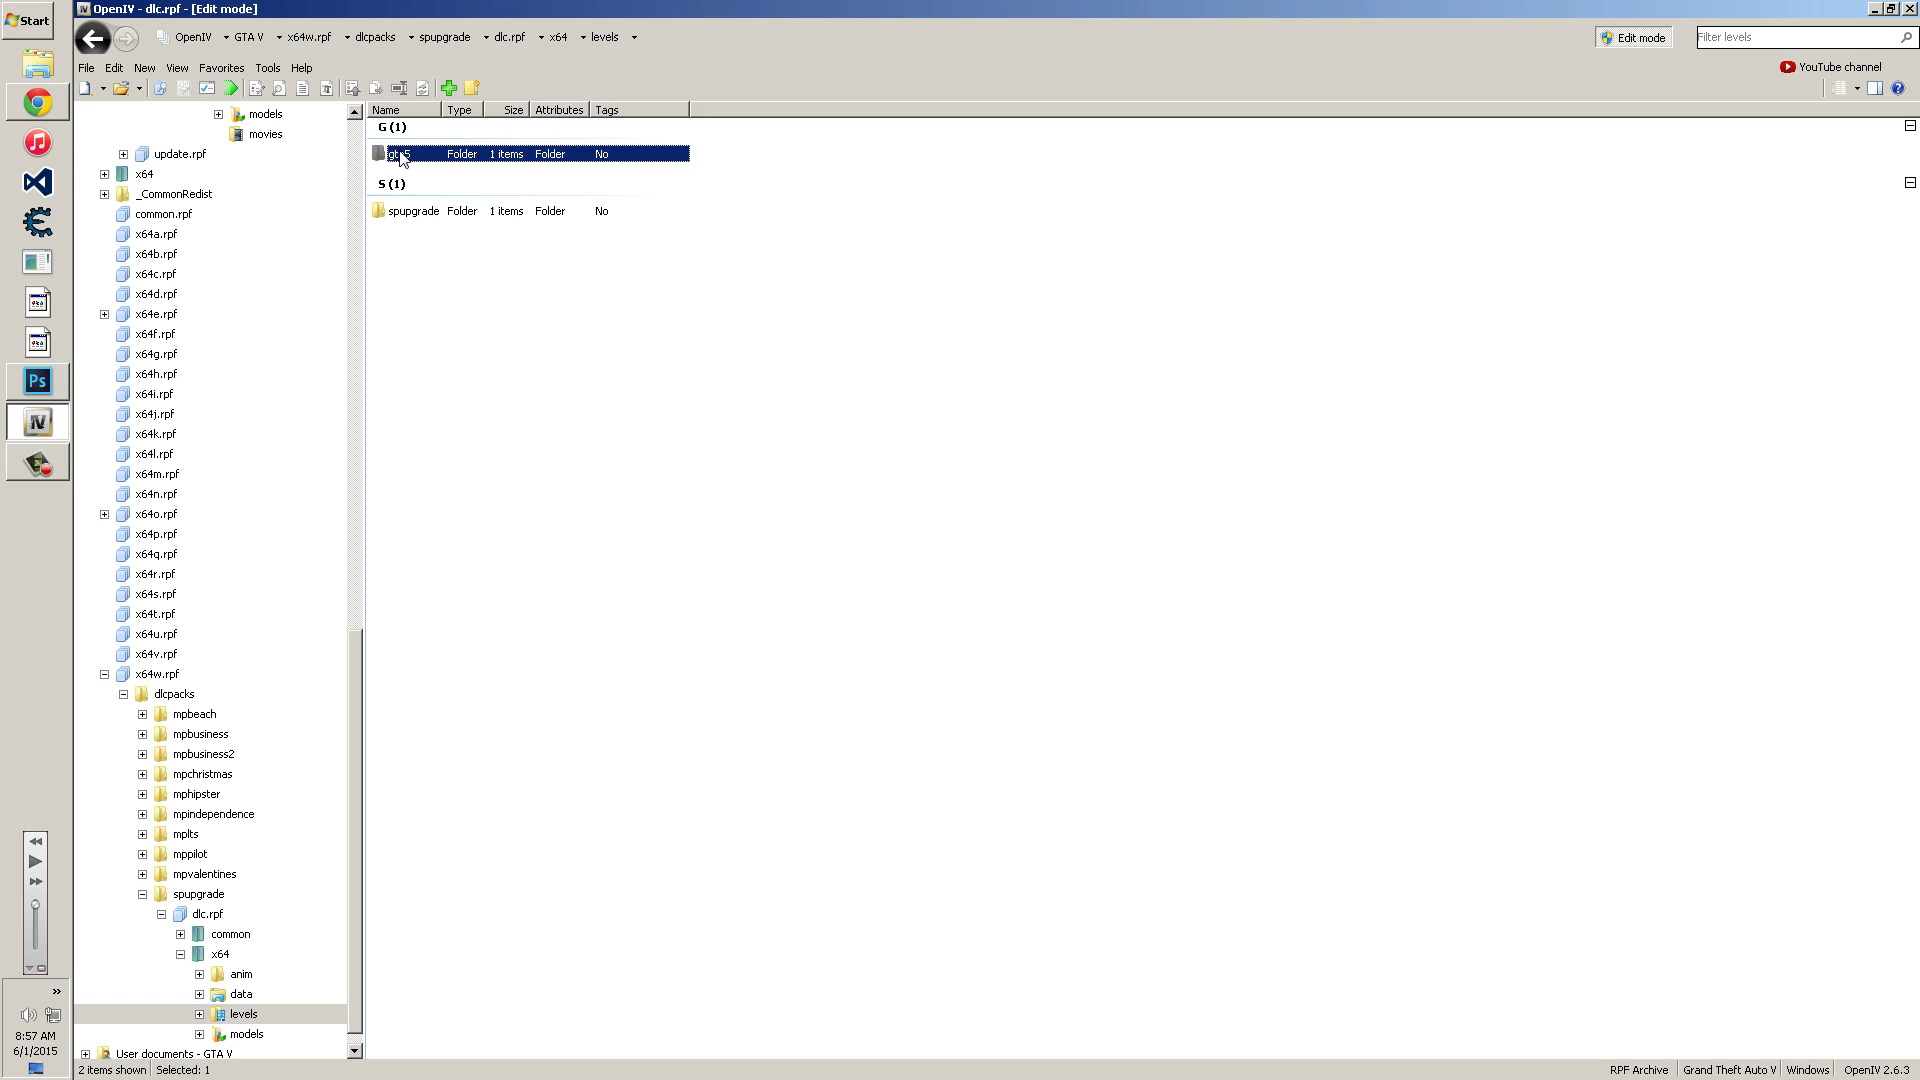 Start
OpenIV - dlc.rpf - [Edit mode]
OpenIV GTA V x64w.rpf dlcpacks spupgrade dlc.rpf x64 levels
Edit mode
Filter levels
File Edit New View Favorites Tools Help
YouTube channel
models
movies
update.rpf
x64
_CommonRedist
common.rpf
x64a.rpf
x64b.rpf
x64c.rpf
x64d.rpf
x64e.rpf
x64f.rpf
x64g.rpf
x64h.rpf
x64i.rpf
x64j.rpf
x64k.rpf
x64l.rpf
x64m.rpf
x64n.rpf
x64o.rpf
x64p.rpf
x64q.rpf
x64r.rpf
x64s.rpf
x64t.rpf
x64u.rpf
x64v.rpf
x64w.rpf
dlcpacks
mpbeach
mpbusiness
mpbusiness2
mpchristmas
mphipster
mpindependence
mplts
mppilot
mpvalentines
spupgrade
dlc.rpf
common
x64
anim
data
levels
models
User documents - GTA V
Name Type Size Attributes Tags
G (1)
Folder 1 items Folder No
S (1)
spupgrade Folder 1 items Folder No
Ps
IV
8:57 AM
6/1/2015
2 items shown Selected: 1
RPF Archive Grand Theft Auto V Windows OpenIV 2.6.3